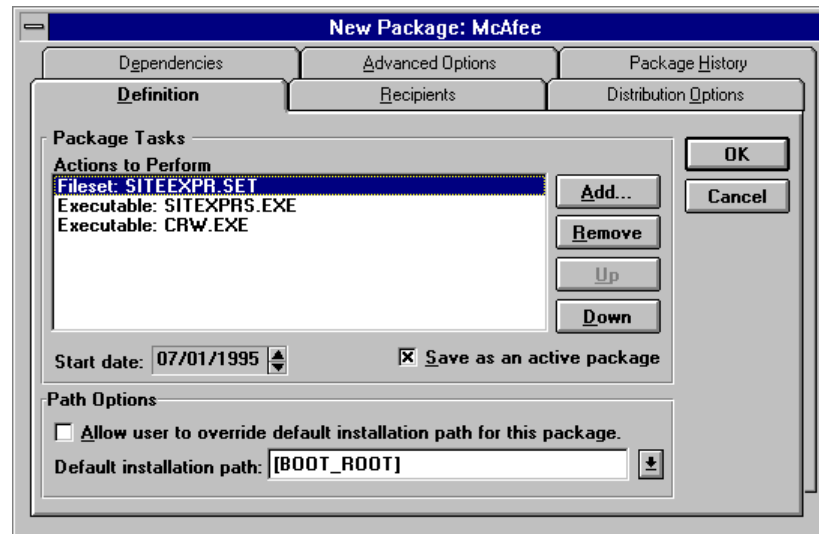 New Package: McAfee
Dependencies
Advanced Options
Package History
Definition
Recipients
Distribution Options
Package Tasks
Actions to Perform
Fileset: SITEEXPR.SET
Executable: SITEXPRS.EXE
Executable: CRW.EXE
Add...
Remove
Up
Down
OK
Cancel
Start date: 07/01/1995
Save as an active package
Path Options
Allow user to override default installation path for this package.
Default installation path: [BOOT_ROOT]